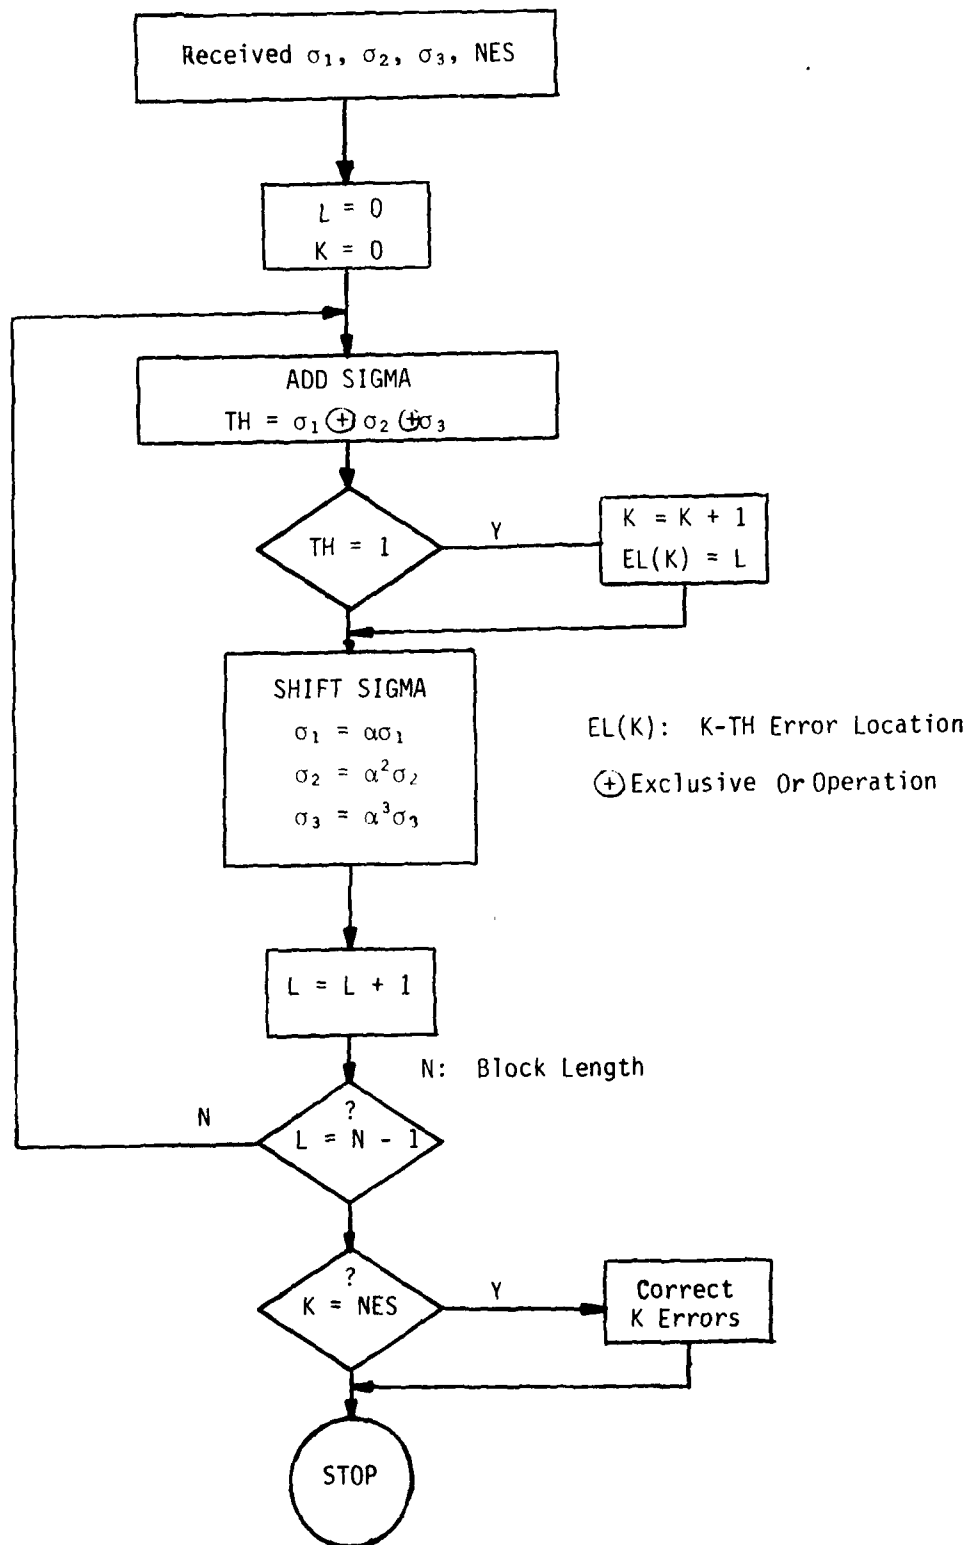 Received σ₁, σ₂, σ₃, NES
L = 0
K = 0
ADD SIGMA
TH = σ₁ ⊕ σ₂ ⊕ σ₃
TH = 1
Y
K = K + 1
EL(K) = L
SHIFT SIGMA
σ₁ = ασ₁
σ₂ = α²σ₂
σ₃ = α³σ₃
EL(K): K-TH Error Location
⊕ Exclusive Or Operation
L = L + 1
N: Block Length
N
?
L = N - 1
?
K = NES
Y
Correct
K Errors
STOP